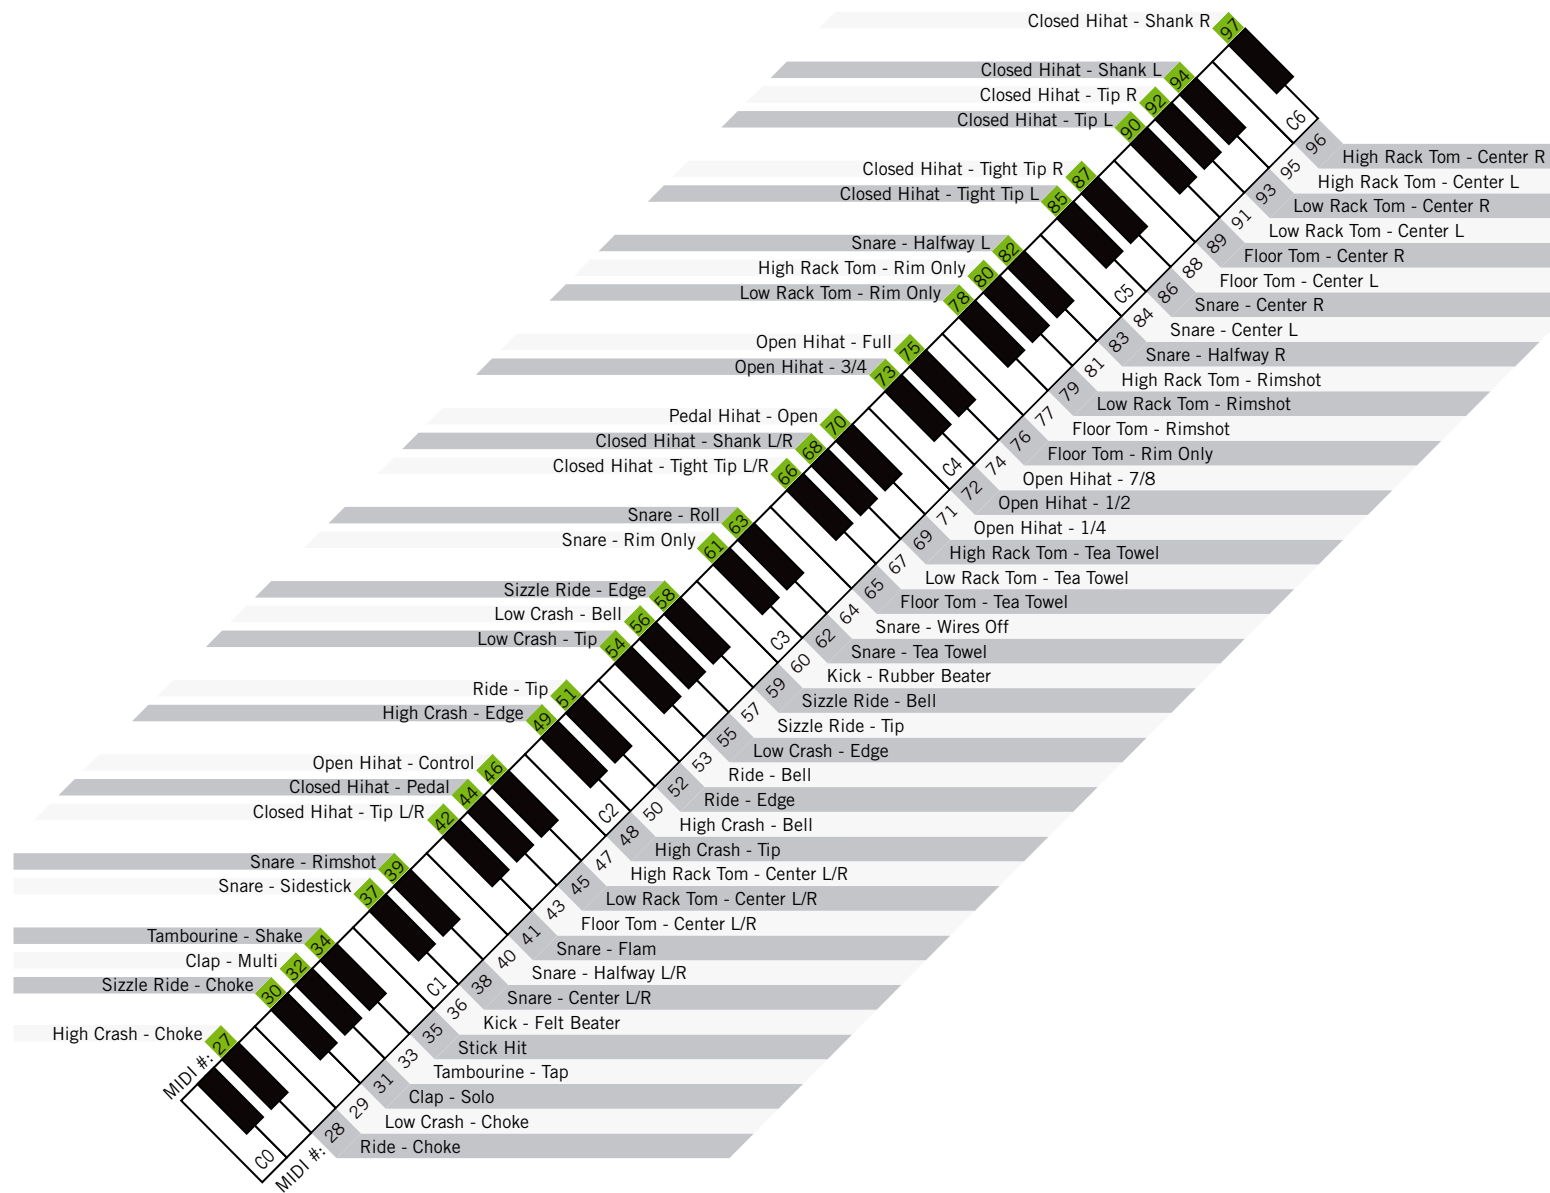 Closed Hihat - Shank R 97
Closed Hihat - Shank L 94
Closed Hihat - Tip R 92
Closed Hihat - Tip L 90
Closed Hihat - Tight Tip R 87
Closed Hihat - Tight Tip L 85
Snare - Halfway L 82
High Rack Tom - Rim Only 80
Low Rack Tom - Rim Only 78
Open Hihat - Full 75
Open Hihat - 3/4 73
Pedal Hihat - Open 70
Closed Hihat - Shank L/R 68
Closed Hihat - Tight Tip L/R 66
Snare - Roll 63
Snare - Rim Only 61
Sizzle Ride - Edge 58
Low Crash - Bell 56
Low Crash - Tip 54
Ride - Tip 51
High Crash - Edge 49
Open Hihat - Control 46
Closed Hihat - Pedal 44
Closed Hihat - Tip L/R 42
Snare - Rimshot 39
Snare - Sidestick 37
Tambourine - Shake 34
Clap - Multi 32
Sizzle Ride - Choke 30
High Crash - Choke 27
MIDI #:
C6
C5
C4
C3
C2
C1
C0
96 High Rack Tom - Center R
95 High Rack Tom - Center L
93 Low Rack Tom - Center R
91 Low Rack Tom - Center L
89 Floor Tom - Center R
88 Floor Tom - Center L
86 Snare - Center R
84 Snare - Center L
83 Snare - Halfway R
81 High Rack Tom - Rimshot
79 Low Rack Tom - Rimshot
77 Floor Tom - Rimshot
76 Floor Tom - Rim Only
74 Open Hihat - 7/8
72 Open Hihat - 1/2
71 Open Hihat - 1/4
69 High Rack Tom - Tea Towel
67 Low Rack Tom - Tea Towel
65 Floor Tom - Tea Towel
64 Snare - Wires Off
62 Snare - Tea Towel
60 Kick - Rubber Beater
59 Sizzle Ride - Bell
57 Sizzle Ride - Tip
55 Low Crash - Edge
53 Ride - Bell
52 Ride - Edge
50 High Crash - Bell
48 High Crash - Tip
47 High Rack Tom - Center L/R
45 Low Rack Tom - Center L/R
43 Floor Tom - Center L/R
41 Snare - Flam
40 Snare - Halfway L/R
38 Snare - Center L/R
36 Kick - Felt Beater
35 Stick Hit
33 Tambourine - Tap
31 Clap - Solo
29 Low Crash - Choke
28 Ride - Choke
MIDI #: